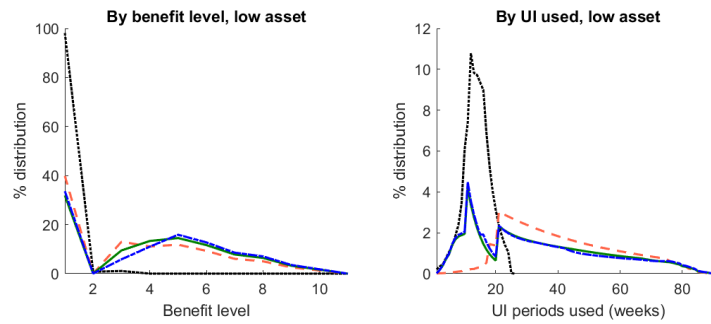 By benefit level, low asset
100
80
60
40
20
0
% distribution
2 4 6 8 10
Benefit level
By UI used, low asset
12
10
8
6
4
2
0
% distribution
20 40 60 80
UI periods used (weeks)